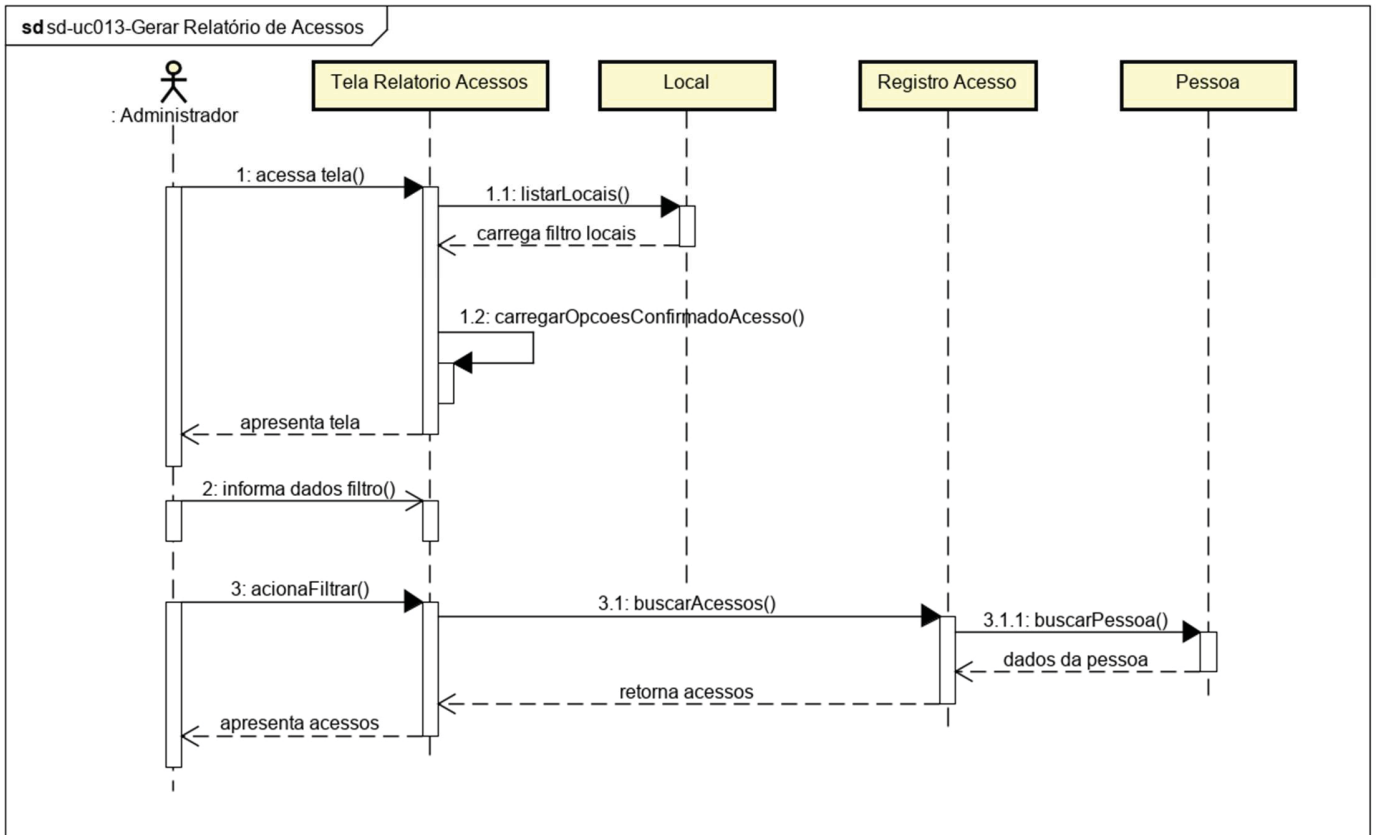 sd sd-uc013-Gerar Relatório de Acessos
: Administrador
Tela Relatorio Acessos
Local
Registro Acesso
Pessoa
1: acessa tela()
1.1: listarLocais()
carrega filtro locais
1.2: carregarOpcoesConfirmadoAcesso()
apresenta tela
2: informa dados filtro()
3: acionaFiltrar()
3.1: buscarAcessos()
3.1.1: buscarPessoa()
dados da pessoa
retorna acessos
apresenta acessos